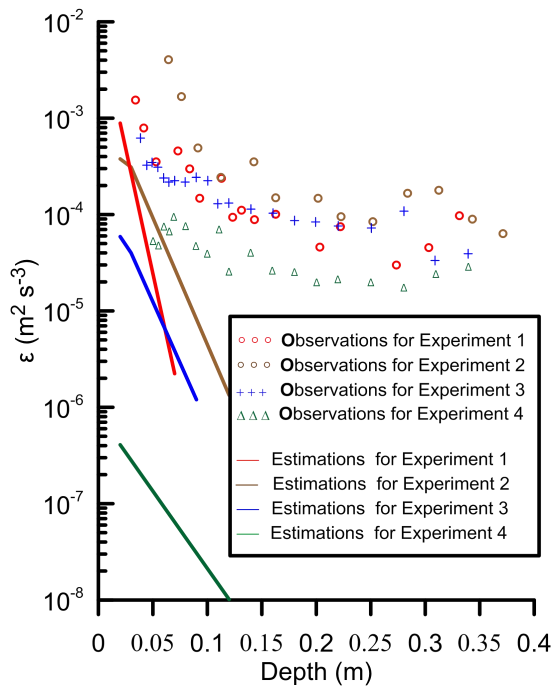 10⁻²
10⁻³
10⁻⁴
10⁻⁵
10⁻⁶
10⁻⁷
10⁻⁸
ε (m² s⁻³)
Observations for Experiment 1
Observations for Experiment 2
Observations for Experiment 3
Observations for Experiment 4
Estimations for Experiment 1
Estimations for Experiment 2
Estimations for Experiment 3
Estimations for Experiment 4
0 0.05 0.1 0.15 0.2 0.25 0.3 0.35 0.4
Depth (m)